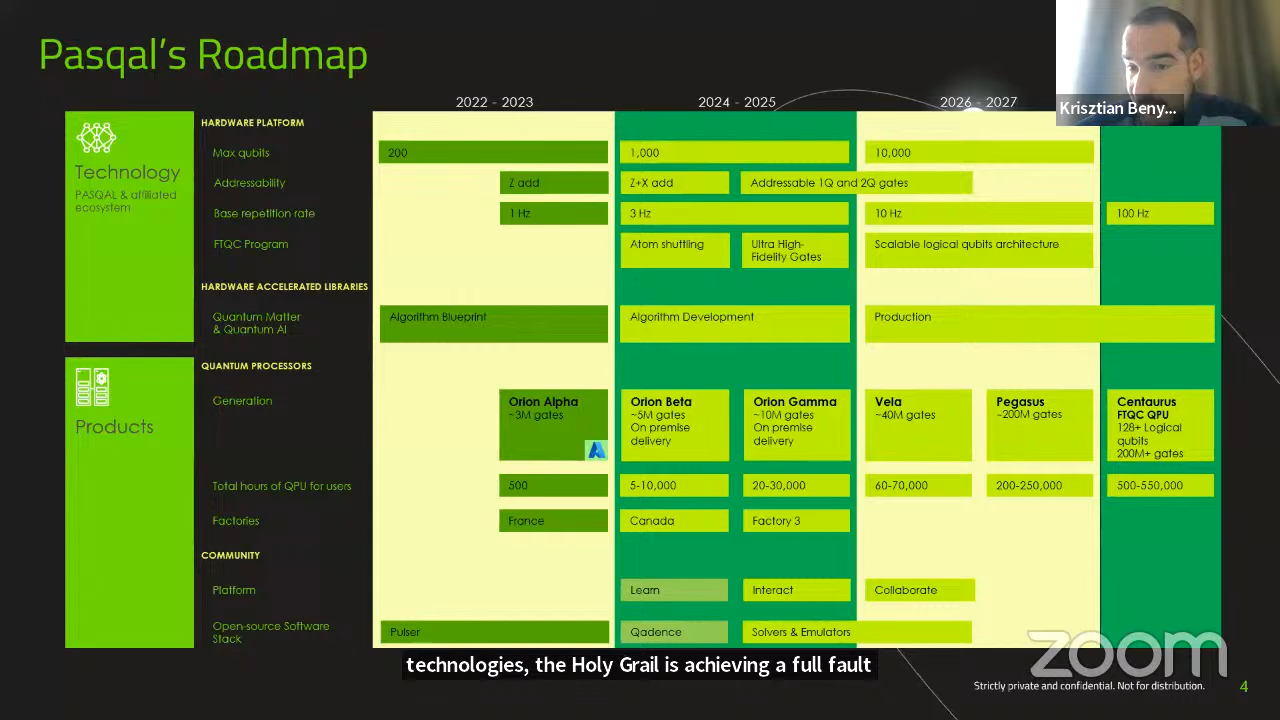 Pasqal's Roadmap
Krisztian Beny...
2022 - 2023
2024 - 2025
2026 - 2027
Technology
PASQAL & affiliated
ecosystem
HARDWARE PLATFORM
Max qubits
200
1,000
10,000
Addressability
Z add
Z+X add
Addressable 1Q and 2Q gates
Base repetition rate
1 Hz
3 Hz
10 Hz
100 Hz
FTQC Program
Atom shuttling
Ultra High-
Fidelity Gates
Scalable logical qubits architecture
HARDWARE ACCELERATED LIBRARIES
Quantum Matter
& Quantum AI
Algorithm Blueprint
Algorithm Development
Production
Products
QUANTUM PROCESSORS
Generation
Orion Alpha
~3M gates
Orion Beta
~5M gates
On premise
delivery
Orion Gamma
~10M gates
On premise
delivery
Vela
~40M gates
Pegasus
~200M gates
Centaurus
FTQC QPU
128+ Logical
qubits
200M+ gates
Total hours of QPU for users
500
5-10,000
20-30,000
60-70,000
200-250,000
500-550,000
Factories
France
Canada
Factory 3
COMMUNITY
Platform
Learn
Interact
Collaborate
Open-source Software
Stack
Pulser
Qadence
Solvers & Emulators
technologies, the Holy Grail is achieving a full fault
zoom
Strictly private and confidential. Not for distribution.
4